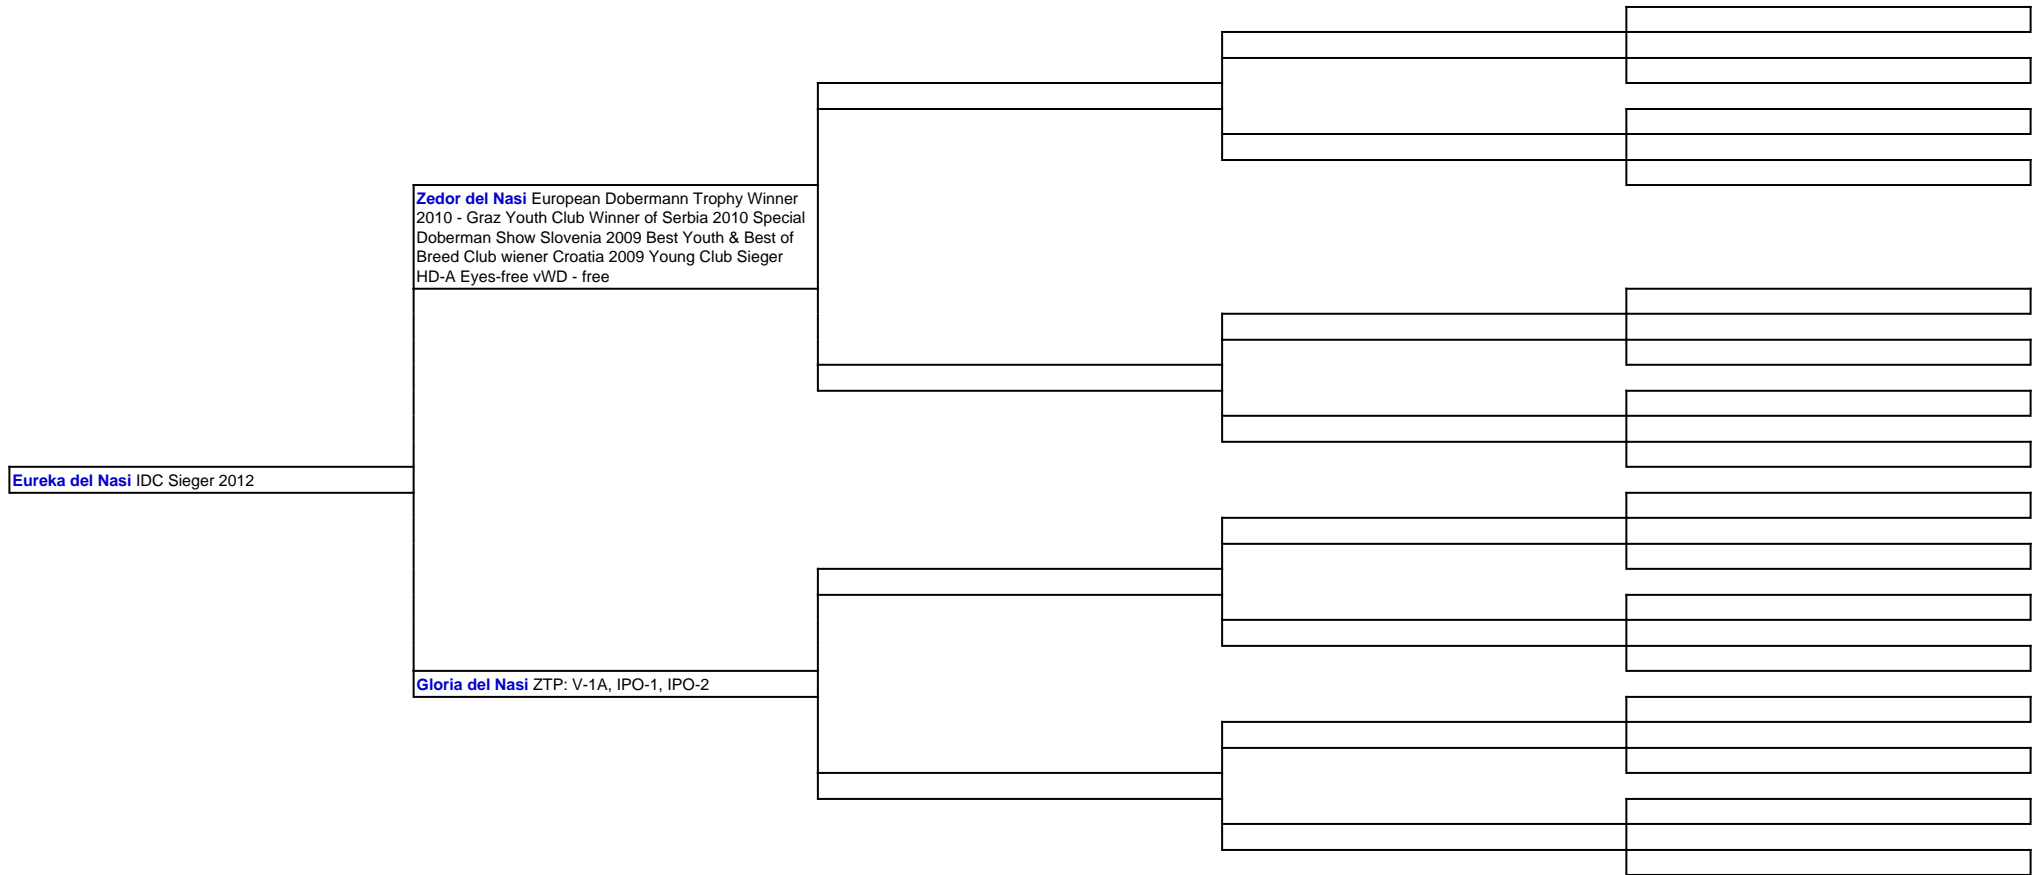 Zedor del Nasi European Dobermann Trophy Winner
2010 - Graz Youth Club Winner of Serbia 2010 Special
Doberman Show Slovenia 2009 Best Youth & Best of
Breed Club wiener Croatia 2009 Young Club Sieger
HD-A Eyes-free vWD - free
Eureka del Nasi IDC Sieger 2012
Gloria del Nasi ZTP: V-1A, IPO-1, IPO-2